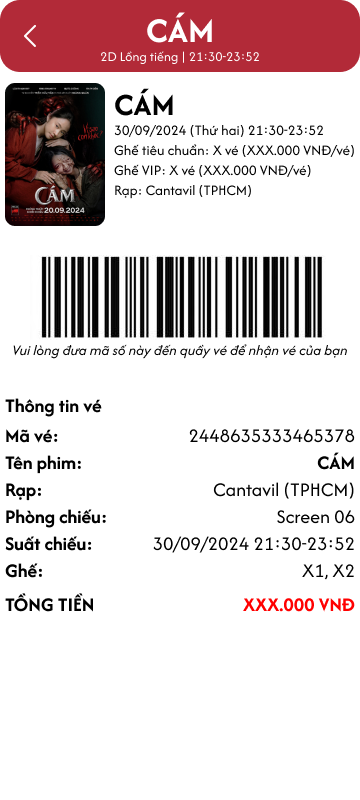 CÁM
2D Lồng tiếng | 21:30-23:52
CÁM
30/09/2024 (Thứ hai) 21:30-23:52
Ghế tiêu chuẩn: X vé (XXX.000 VNĐ/vé)
Ghế VIP: X vé (XXX.000 VNĐ/vé)
Rạp: Cantavil (TPHCM)
CÁM
20.09.2024
Vui lòng đưa mã số này đến quầy vé để nhận vé của bạn
Thông tin vé
Mã vé: 2448635333465378
Tên phim: CÁM
Rạp: Cantavil (TPHCM)
Phòng chiếu: Screen 06
Suất chiếu: 30/09/2024 21:30-23:52
Ghế: X1, X2
TỔNG TIỀN XXX.000 VNĐ